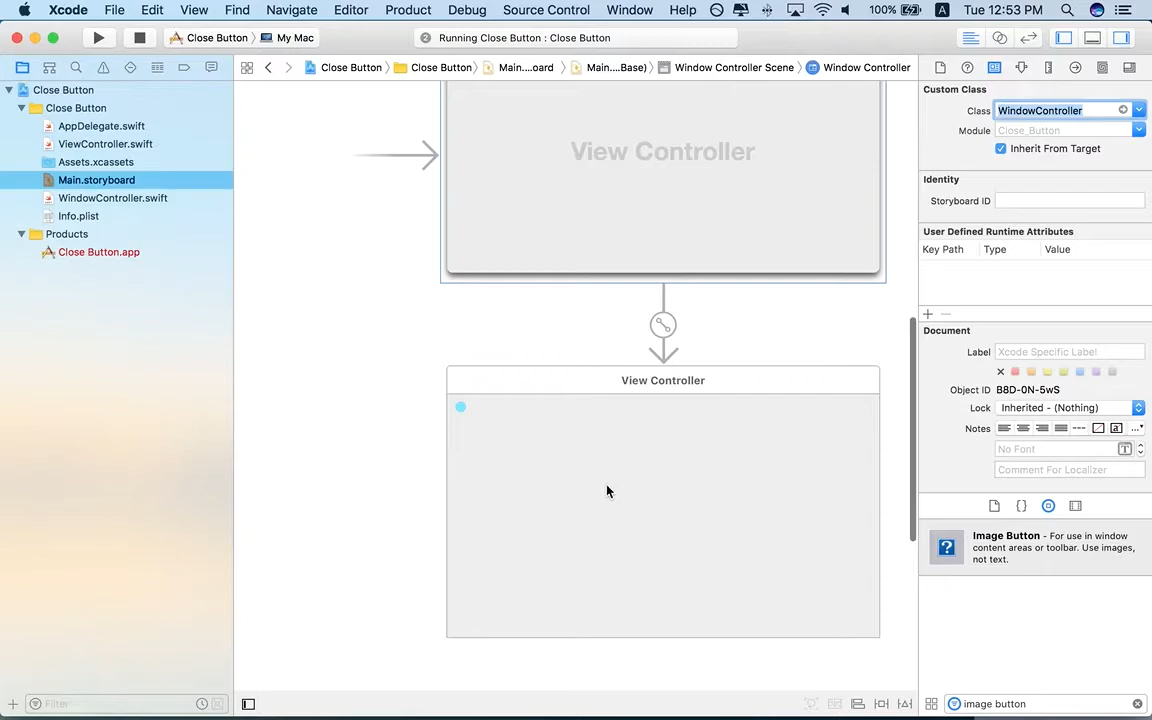 Xcode File Edit View Find Navigate Editor Product Debug Source Control Window Help 100% A Tue 12:53 PM
Close Button My Mac Running Close Button : Close Button
Close Button Close Button Main....oard Main....Base) Window Controller Scene Window Controller
Close Button
Close Button
AppDelegate.swift
ViewController.swift
Assets.xcassets
Main.storyboard
WindowController.swift
Info.plist
Products
Close Button.app
View Controller
View Controller
Custom Class
Class WindowController
Module Close_Button
Inherit From Target
Identity
Storyboard ID
User Defined Runtime Attributes
Key Path Type Value
Document
Label Xcode Specific Label
Object ID B8D-0N-5wS
Lock Inherited - (Nothing)
Notes
No Font T
Comment For Localizer
Image Button - For use in window
content areas or toolbar. Use images,
not text.
Filter
image button